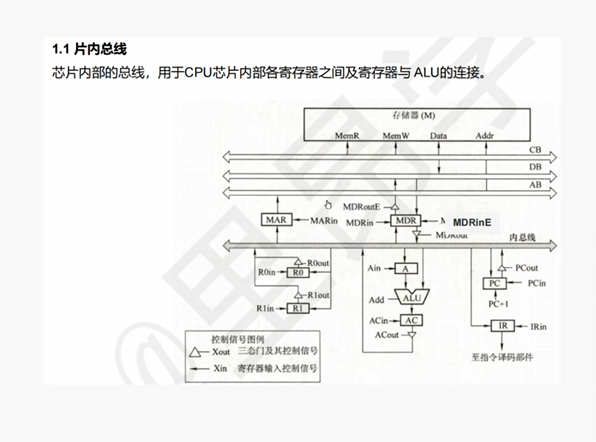 1.1 片内总线
芯片内部的总线，用于CPU芯片内部各寄存器之间及寄存器与 ALU的连接。
存储器 (M)
MemR MemW Data Addr
CB
DB
AB
MDRoutE
MAR MARin MDRin MDR MDRinE
内总线
R0out
R0in R0
R1out
R1in R1
Ain A
Add ALU
ACin AC
ACout
PCout
PC PCin
PC+1
IR IRin
至指令译码部件
控制信号图例
Xout 三态门及其控制信号
Xin 寄存器输入控制信号